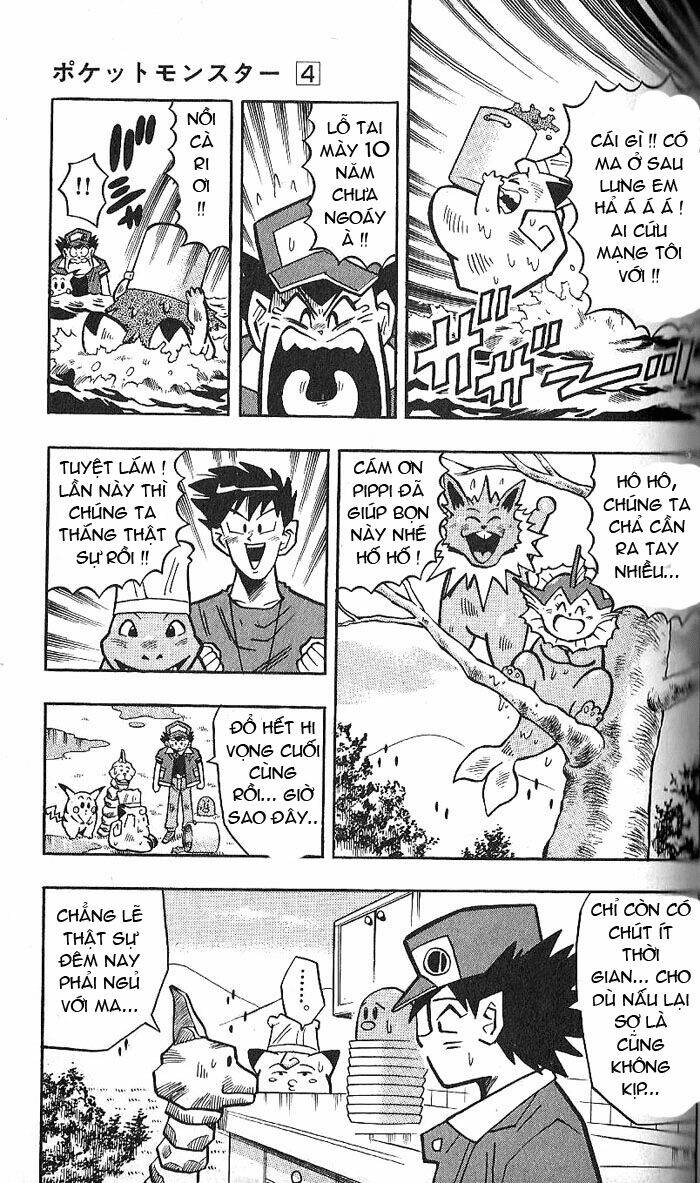 ポケットモンスター 4
CÁI GÌ !! CÓ
MA Ở SAU
LƯNG EM
HẢ Á Á Á !
AI CỨU
MẠNG TÔI
VỚI !!
ザザザー
LỖ TAI
MÀY 10
NĂM
CHƯA
NGOÁY
À !!
NỒI
CÀ
RI
ƠI
!!
!!
HÔ HÔ,
CHÚNG TA
CHẢ CẦN
RA TAY
NHIỀU...
CÁM ƠN
PIPPI ĐÃ
GIÚP BỌN
NÀY NHÉ
HỐ HỐ !
TUYỆT LẮM !
LẦN NÀY THÌ
CHÚNG TA
THẮNG THẬT
SỰ RỒI !!
ĐỔ HẾT HI
VỌNG CUỐI
CÙNG
RỒI... GIỜ
SAO ĐÂY..
CHỈ CÒN CÓ
CHÚT ÍT
THỜI
GIAN... CHO
DÙ NẤU LẠI
SỢ LÀ
CŨNG
KHÔNG
KỊP...
......
CHẲNG LẼ
THẬT SỰ
ĐÊM NAY
PHẢI NGỦ
VỚI MA...